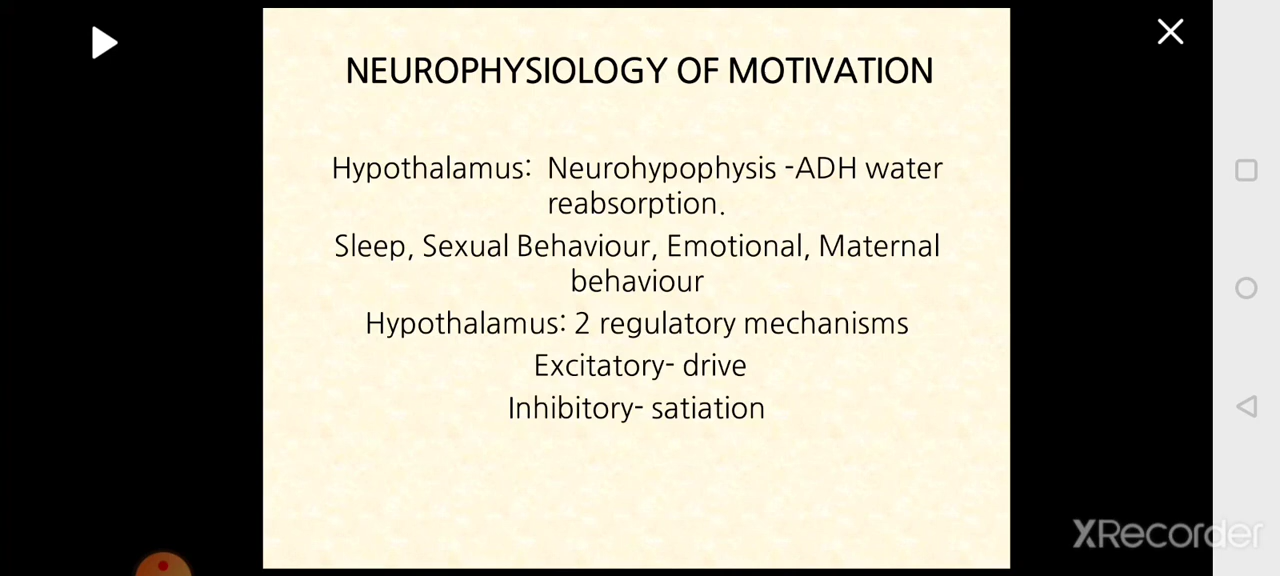 NEUROPHYSIOLOGY OF MOTIVATION
Hypothalamus: Neurohypophysis -ADH water
reabsorption.
Sleep, Sexual Behaviour, Emotional, Maternal
behaviour
Hypothalamus: 2 regulatory mechanisms
Excitatory- drive
Inhibitory- satiation
XRecorder